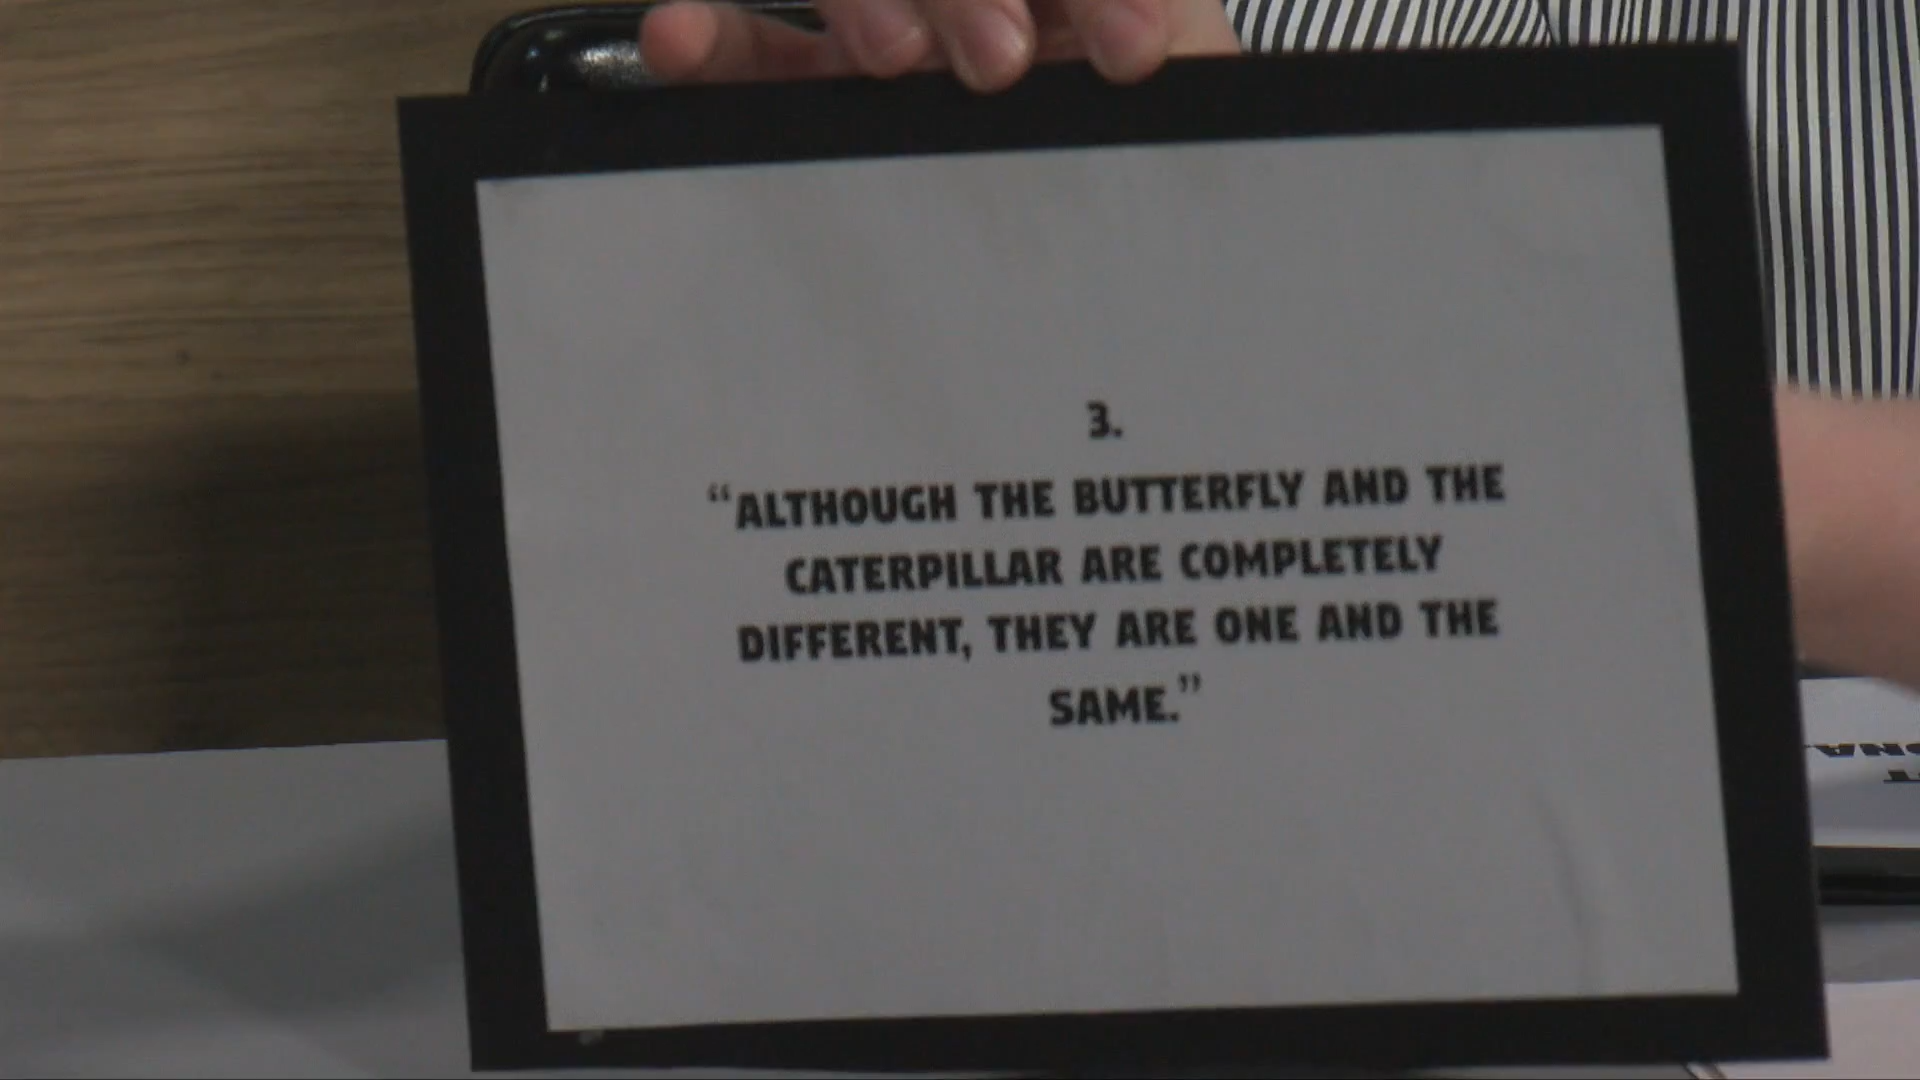 3.
“ALTHOUGH THE BUTTERFLY AND THE
CATERPILLAR ARE COMPLETELY
DIFFERENT, THEY ARE ONE AND THE
SAME.”